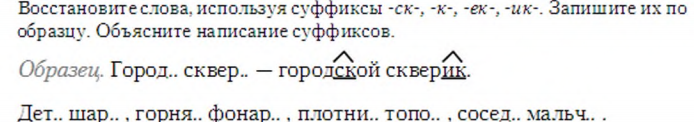 Восстановите слова, используя суффиксы -ск-, -к-, -ек-, -ик-. Запишите их по
образцу. Объясните написание суффиксов.
Образец. Город.. сквер.. — городской скверик.
Дет.. шар.. , горня.. фонар.. , плотни.. топо.. , сосед.. мальч.. .